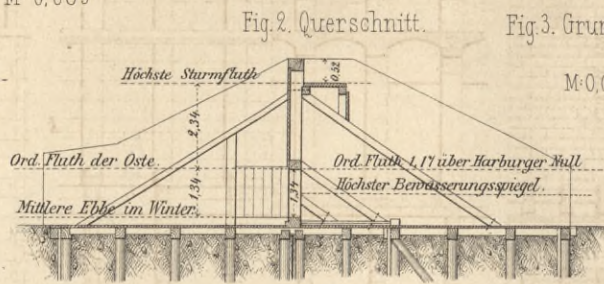 Fig. 2. Querschnitt.
Fig. 3.
Höchste Sturmfluth
0,52
2,34
Ord. Fluth der Oste.
Ord. Fluth 1,17 über Harburger Null
1,34
1,34
Höchster Bewässerungsspiegel.
Mittlere Ebbe im Winter.